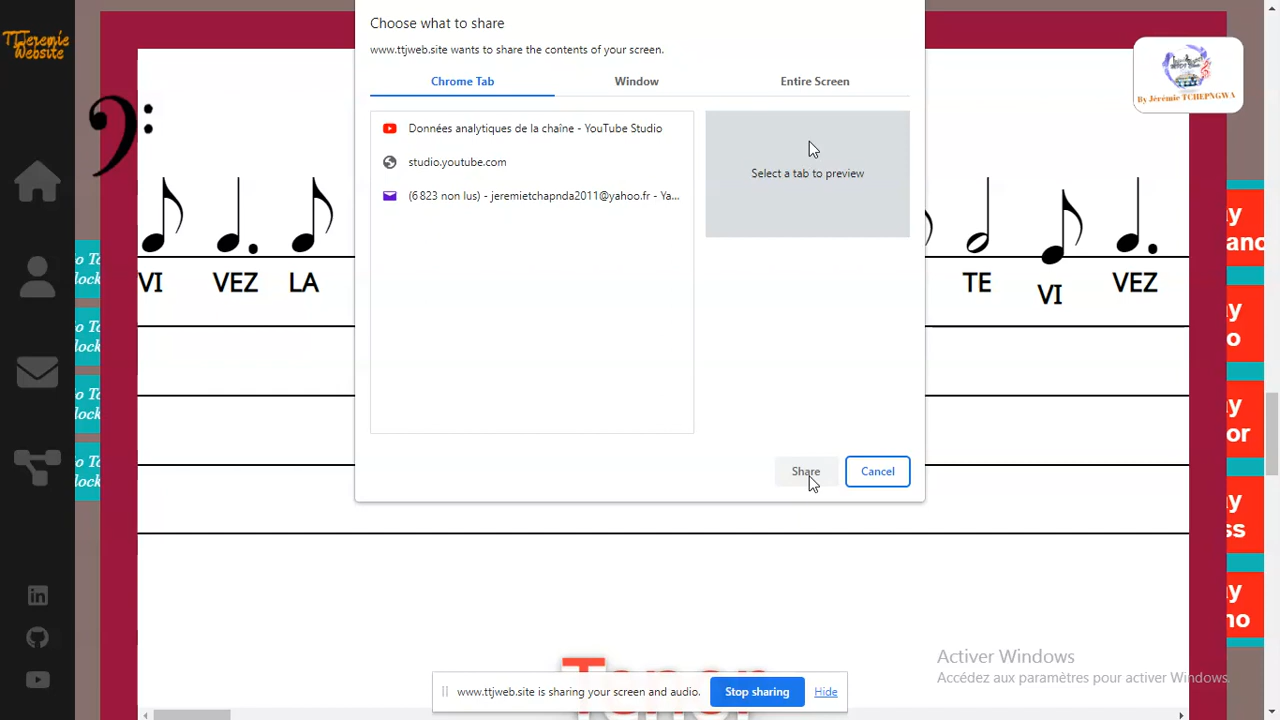 TTJeremie
Website
Choose what to share
www.ttjweb.site wants to share the contents of your screen.
Chrome Tab
Window
Entire Screen
Données analytiques de la chaîne - YouTube Studio
studio.youtube.com
(6 823 non lus) - jeremietchapnda2011@yahoo.fr - Ya...
Select a tab to preview
Share
Cancel
By Jérémie TCHEPNGWA
VI VEZ LA
TE VI VEZ
Tenor
www.ttjweb.site is sharing your screen and audio.
Stop sharing
Hide
Activer Windows
Accédez aux paramètres pour activer Windows.